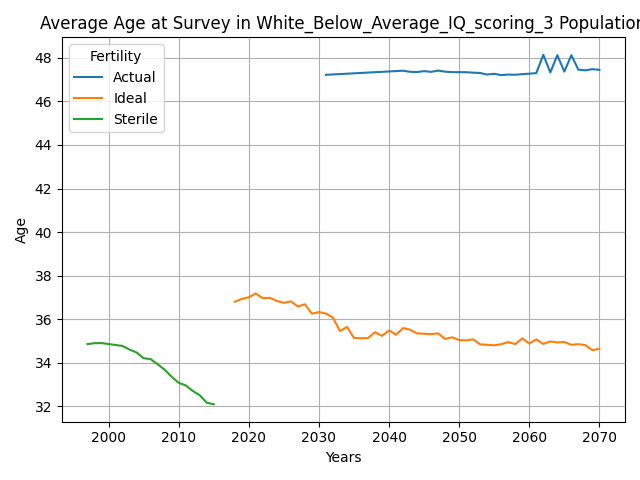 Average Age at Survey in White_Below_Average_IQ_scoring_3 Population
Fertility
Actual
Ideal
Sterile
48
46
44
42
40
38
36
34
32
Age
2000 2010 2020 2030 2040 2050 2060 2070
Years